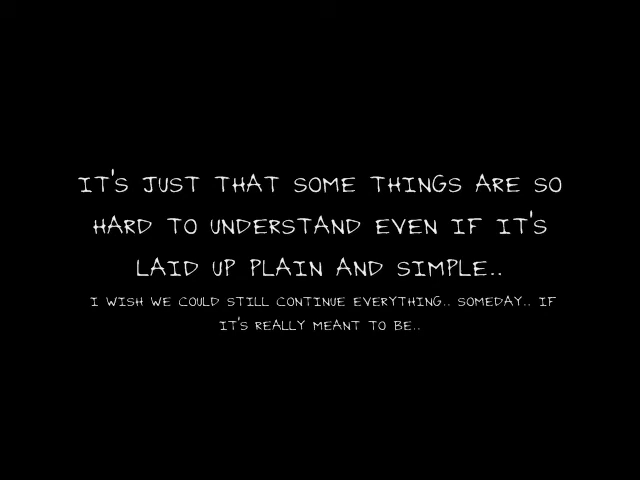 IT'S JUST THAT SOME THINGS ARE SO
HARD TO UNDERSTAND EVEN IF IT'S
LAID UP PLAIN AND SIMPLE..
I WISH WE COULD STILL CONTINUE EVERYTHING.. SOMEDAY.. IF
IT'S REALLY MEANT TO BE..